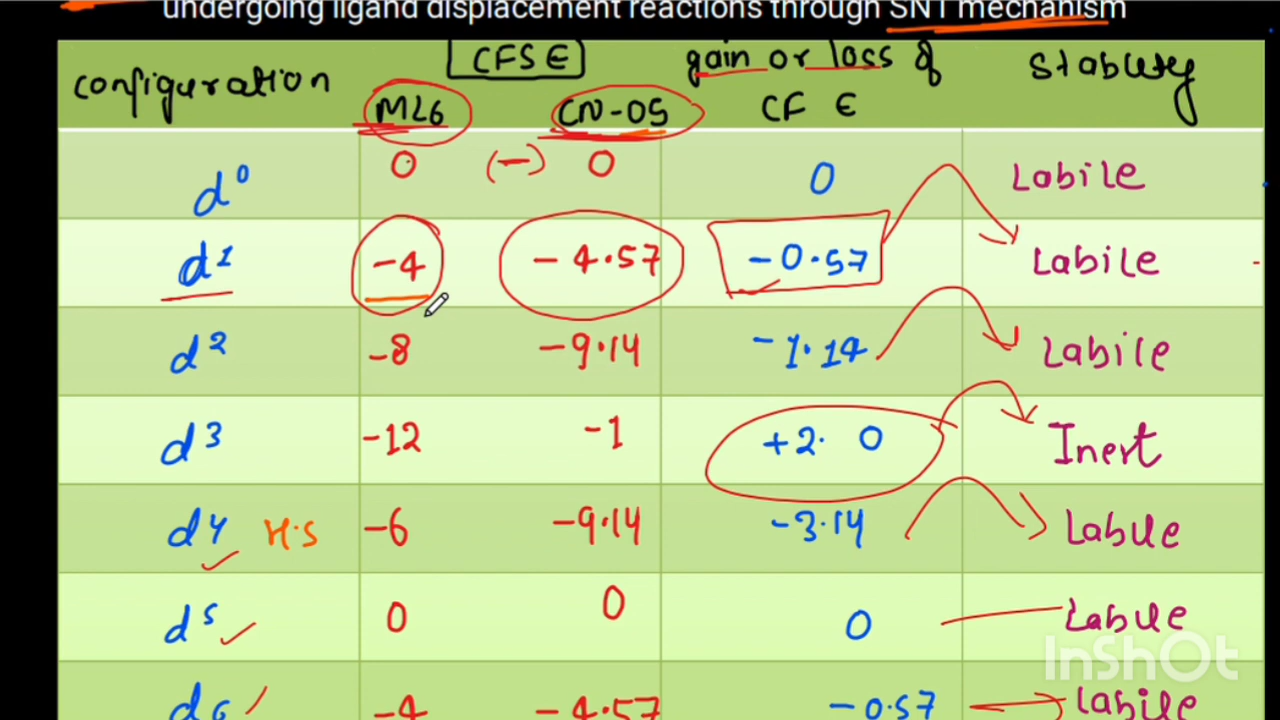 undergoing ligand displacement reactions through SN1 mechanism
configuration CFSE gain or loss of Stability
ML6 CN-05 CF E
d0 0 (-) 0 0 Labile
d1 -4 -4.57 -0.57 Labile
d2 -8 -9.14 -1.14 Labile
d3 -12 -1 +2. 0 Inert
d4 H.S -6 -9.14 -3.14 Labile
d5 0 0 0 Labile
d6 -4 -4.57 -0.57 Labile
InShOt